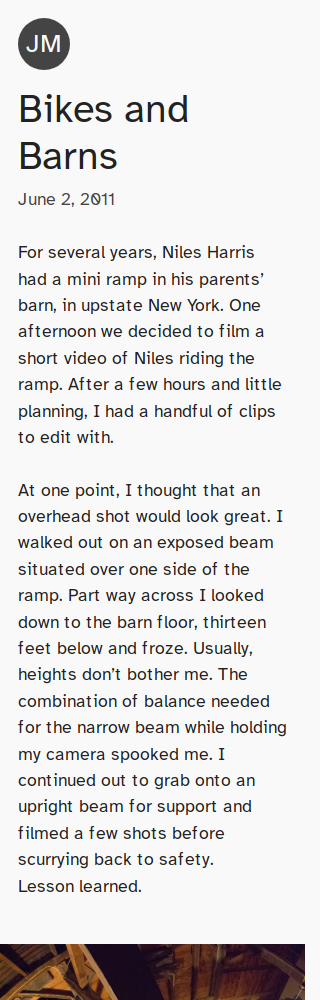 JM
Bikes and
Barns
June 2, 2011
For several years, Niles Harris
had a mini ramp in his parents’
barn, in upstate New York. One
afternoon we decided to film a
short video of Niles riding the
ramp. After a few hours and little
planning, I had a handful of clips
to edit with.
At one point, I thought that an
overhead shot would look great. I
walked out on an exposed beam
situated over one side of the
ramp. Part way across I looked
down to the barn floor, thirteen
feet below and froze. Usually,
heights don’t bother me. The
combination of balance needed
for the narrow beam while holding
my camera spooked me. I
continued out to grab onto an
upright beam for support and
filmed a few shots before
scurrying back to safety.
Lesson learned.